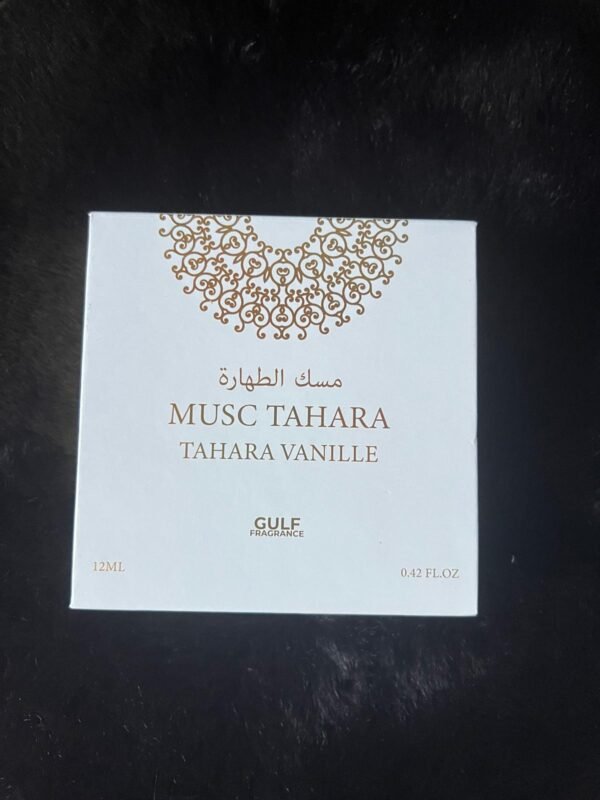 مسك الطهارة
MUSC TAHARA
TAHARA VANILLE
GULF
FRAGRANCE
12ML
0.42 FL.OZ